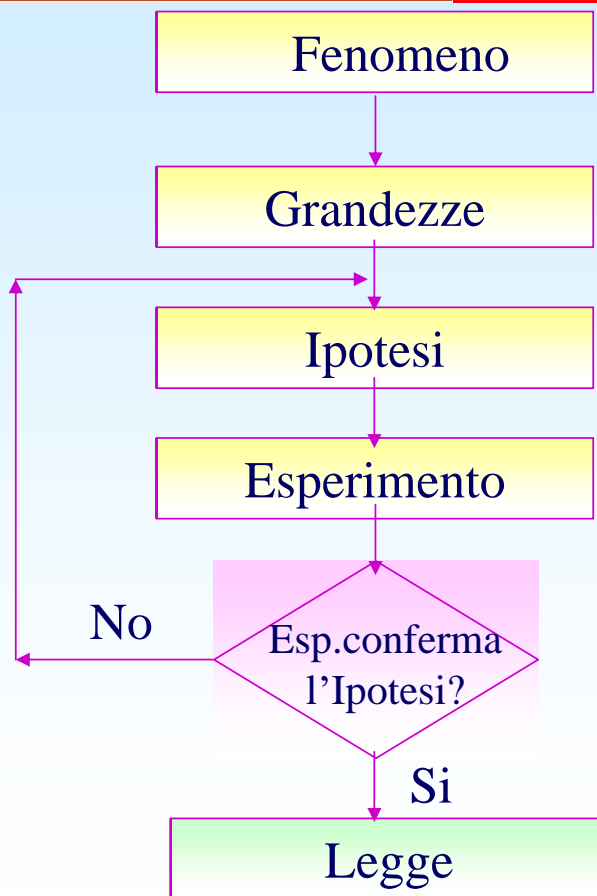 Fenomeno
Grandezze
Ipotesi
Esperimento
No
Esp.conferma
l’Ipotesi?
Si
Legge